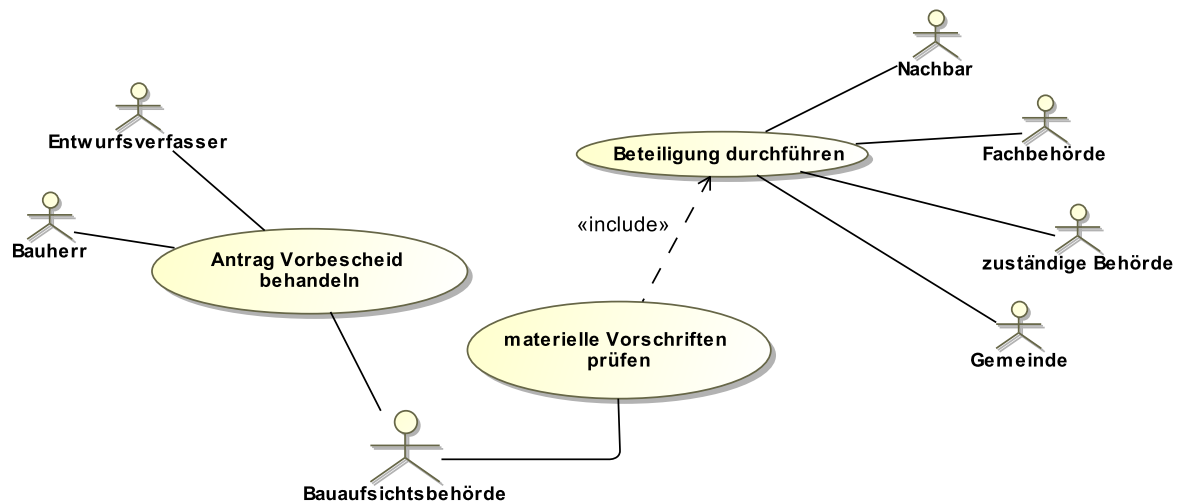 Nachbar
Entwurfsverfasser
Beteiligung durchführen
Fachbehörde
«include»
Bauherr
Antrag Vorbescheid
behandeln
zuständige Behörde
materielle Vorschriften
prüfen
Gemeinde
Bauaufsichtsbehörde